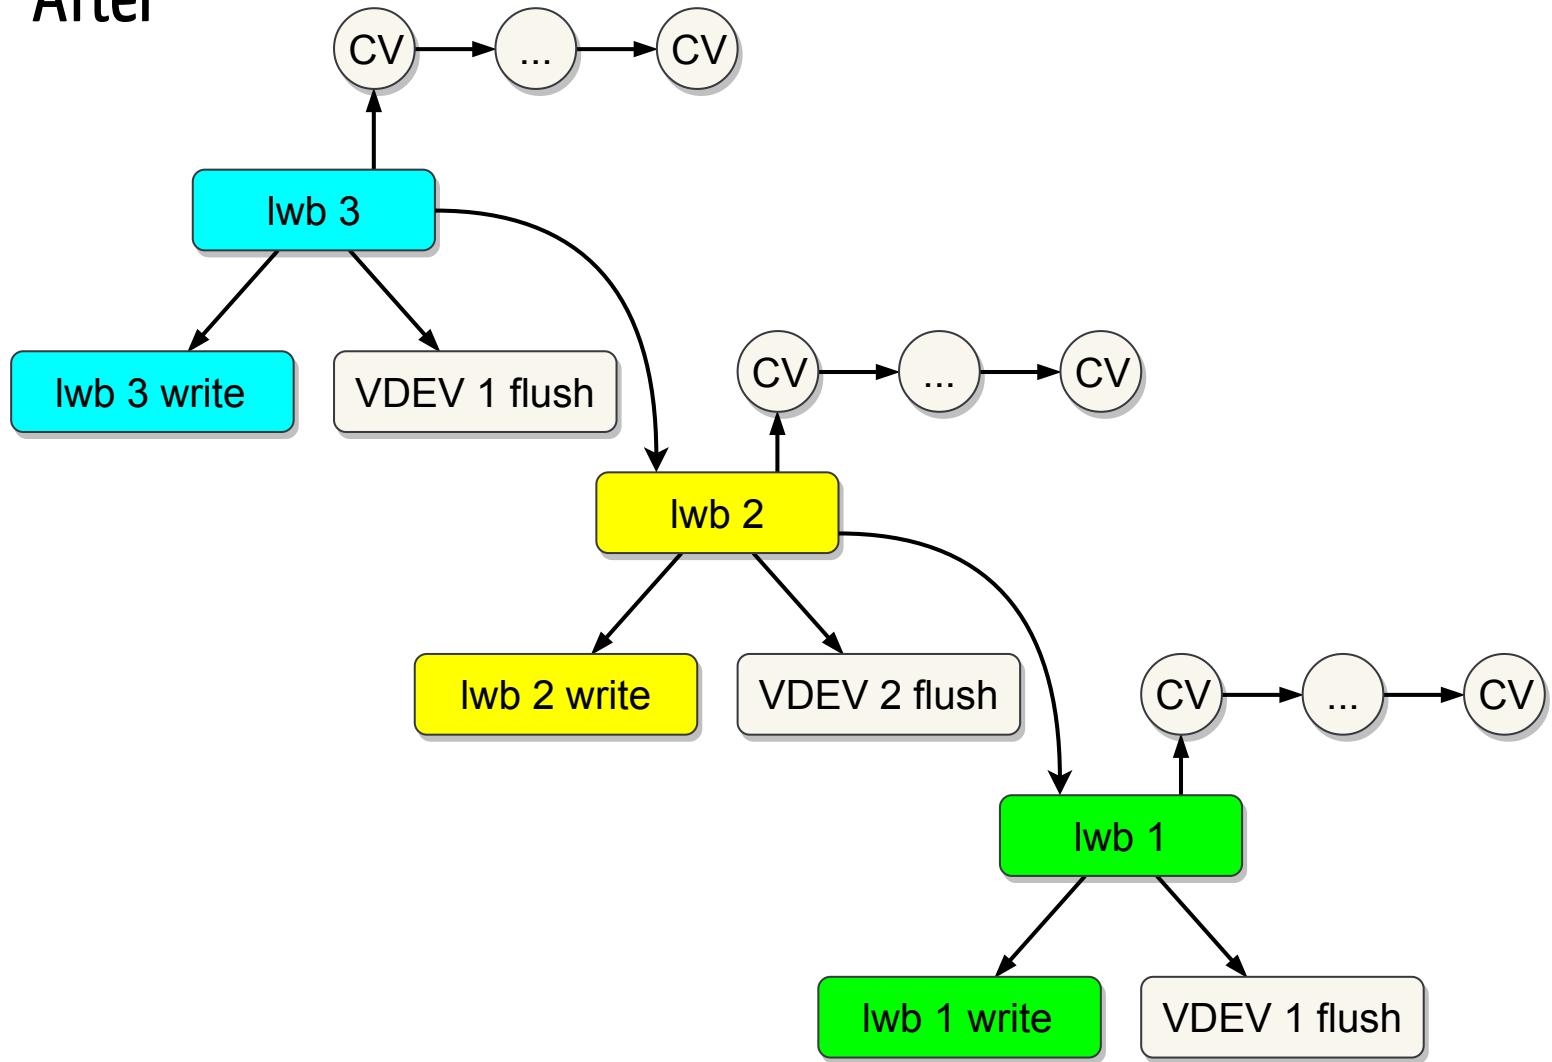 After
CV ... CV
lwb 3
lwb 3 write VDEV 1 flush
CV ... CV
lwb 2
lwb 2 write VDEV 2 flush
CV ... CV
lwb 1
lwb 1 write VDEV 1 flush